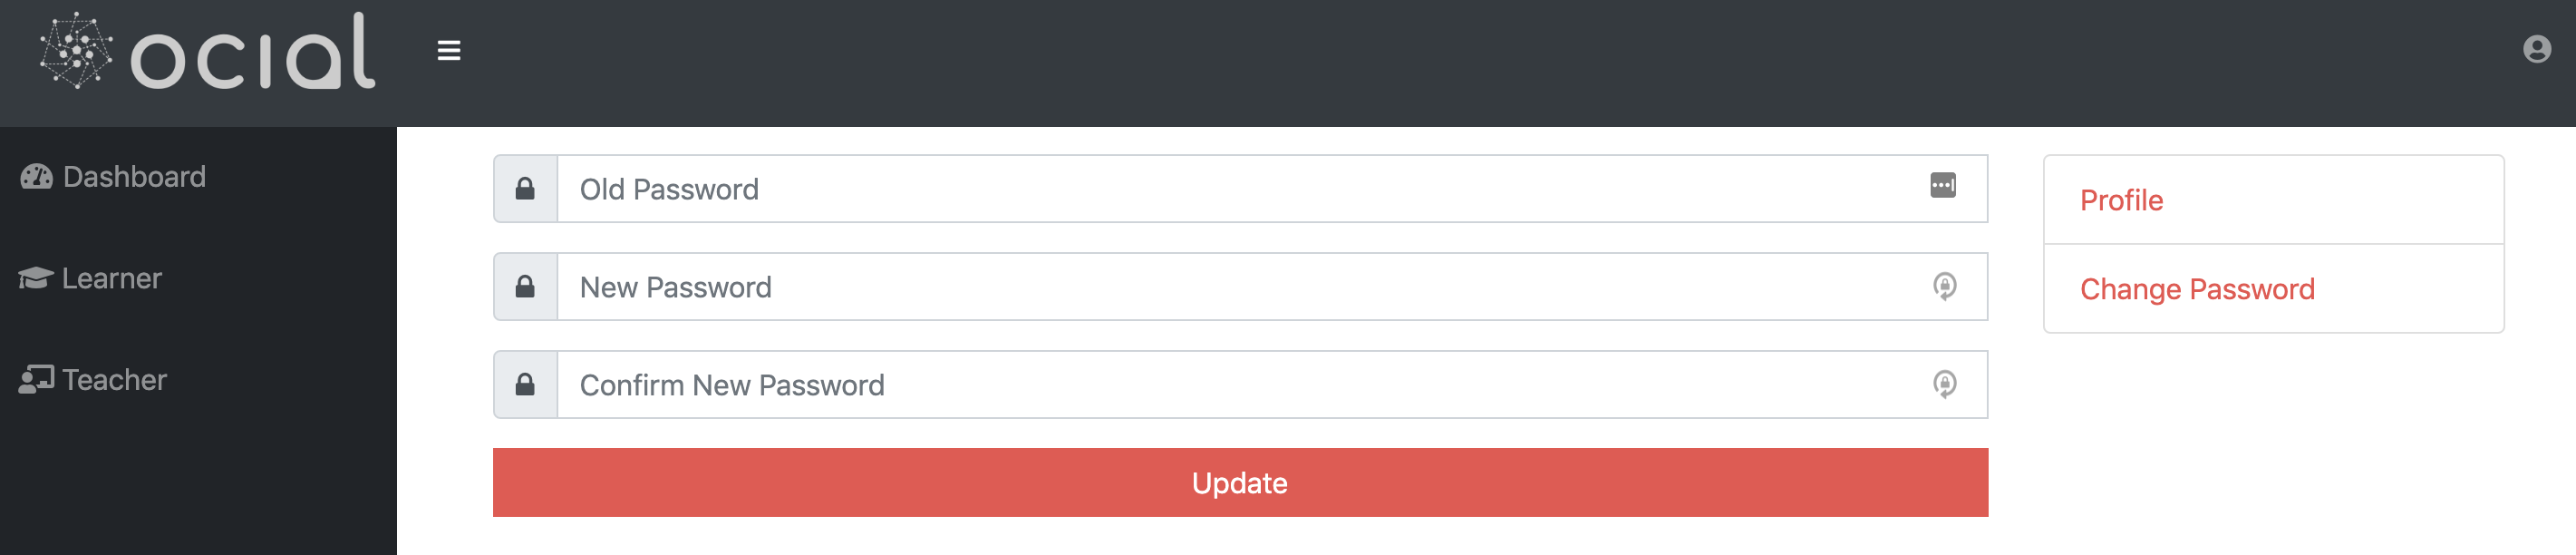 ocial
Dashboard
Learner
Teacher
Old Password
New Password
Confirm New Password
Update
Profile
Change Password